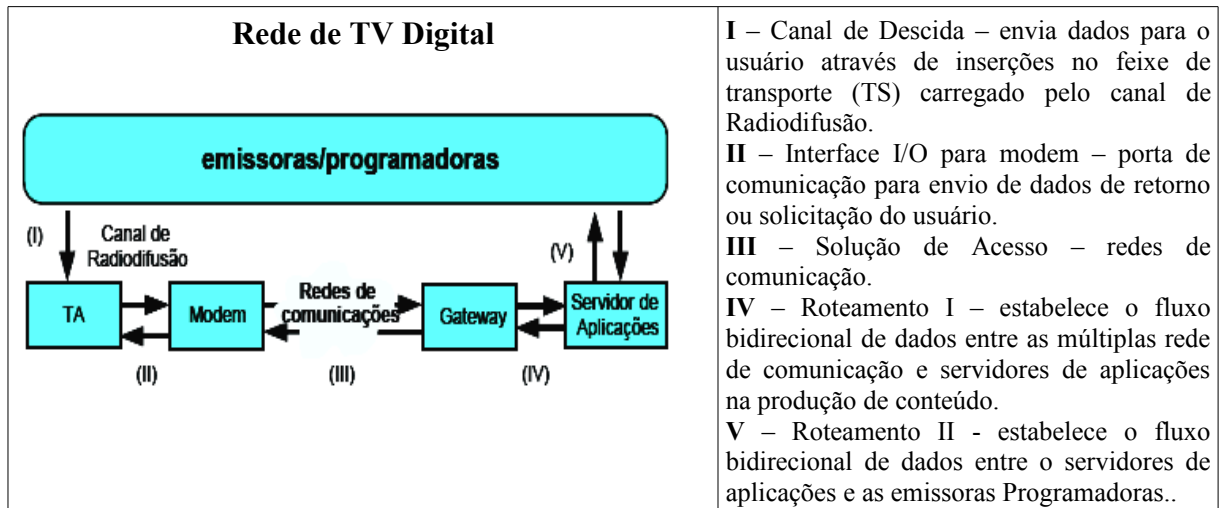 Rede de TV Digital
emissoras/programadoras
(I)
Canal de
Radiodifusão
(V)
TA
Modem
Redes de
comunicações
Gateway
Servidor de
Aplicações
(II)
(III)
(IV)
I – Canal de Descida – envia dados para o
usuário através de inserções no feixe de
transporte (TS) carregado pelo canal de
Radiodifusão.
II – Interface I/O para modem – porta de
comunicação para envio de dados de retorno
ou solicitação do usuário.
III – Solução de Acesso – redes de
comunicação.
IV – Roteamento I – estabelece o fluxo
bidirecional de dados entre as múltiplas rede
de comunicação e servidores de aplicações
na produção de conteúdo.
V – Roteamento II - estabelece o fluxo
bidirecional de dados entre o servidores de
aplicações e as emissoras Programadoras..